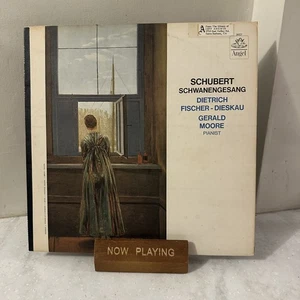 Angel
SCHUBERT
SCHWANENGESANG
DIETRICH
FISCHER-DIESKAU
GERALD
MOORE
PIANIST
NOW PLAYING